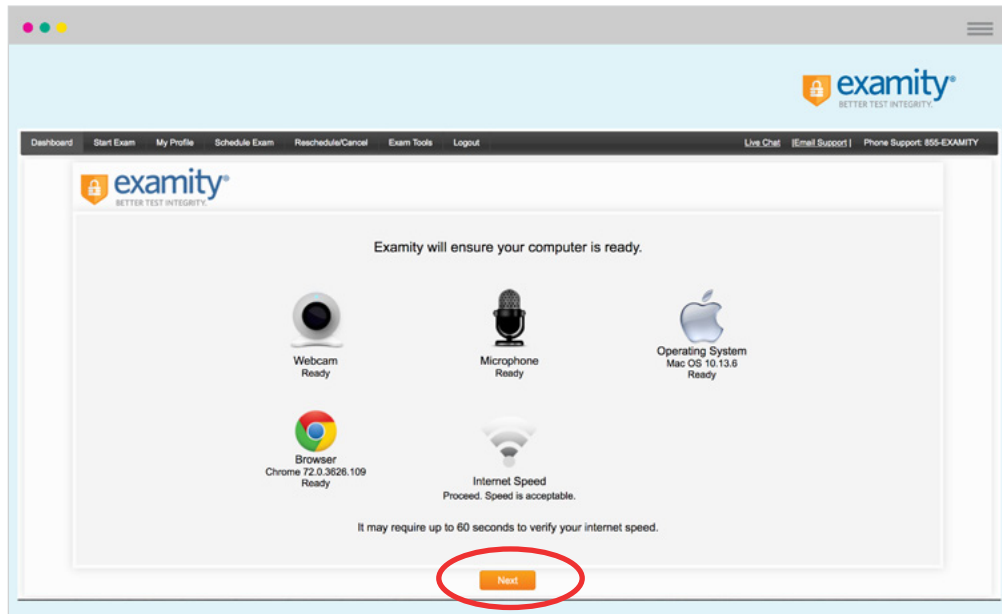 examity®
BETTER TEST INTEGRITY.
Dashboard Start Exam My Profile Schedule Exam Reschedule/Cancel Exam Tools Logout Live Chat |Email Support| Phone Support: 855-EXAMITY
examity®
BETTER TEST INTEGRITY.
Examity will ensure your computer is ready.
Webcam
Ready
Microphone
Ready
Operating System
Mac OS 10.13.6
Ready
Browser
Chrome 72.0.3626.109
Ready
Internet Speed
Proceed. Speed is acceptable.
It may require up to 60 seconds to verify your internet speed.
Next